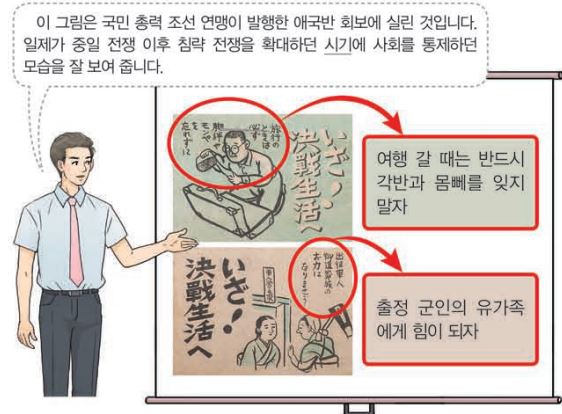 이 그림은 국민 총력 조선 연맹이 발행한 애국반 회보에 실린 것입니다.
일제가 중일 전쟁 이후 침략 전쟁을 확대하던 시기에 사회를 통제하던
모습을 잘 보여 줍니다.
いざ!
決戰生活へ
旅行の
ときは
必ず
脚絆や
モンペ
を
忘れずに
여행 갈 때는 반드시
각반과 몸뻬를 잊지
말자
出征軍人
御遺家族の
お力に
なりませう
いざ!
決戰生活へ
출정 군인의 유가족
에게 힘이 되자